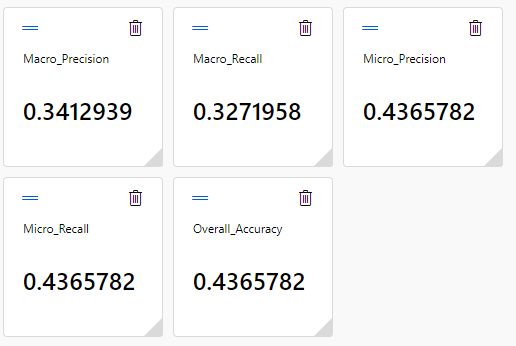 Macro_Precision
0.3412939
Macro_Recall
0.3271958
Micro_Precision
0.4365782
Micro_Recall
0.4365782
Overall_Accuracy
0.4365782